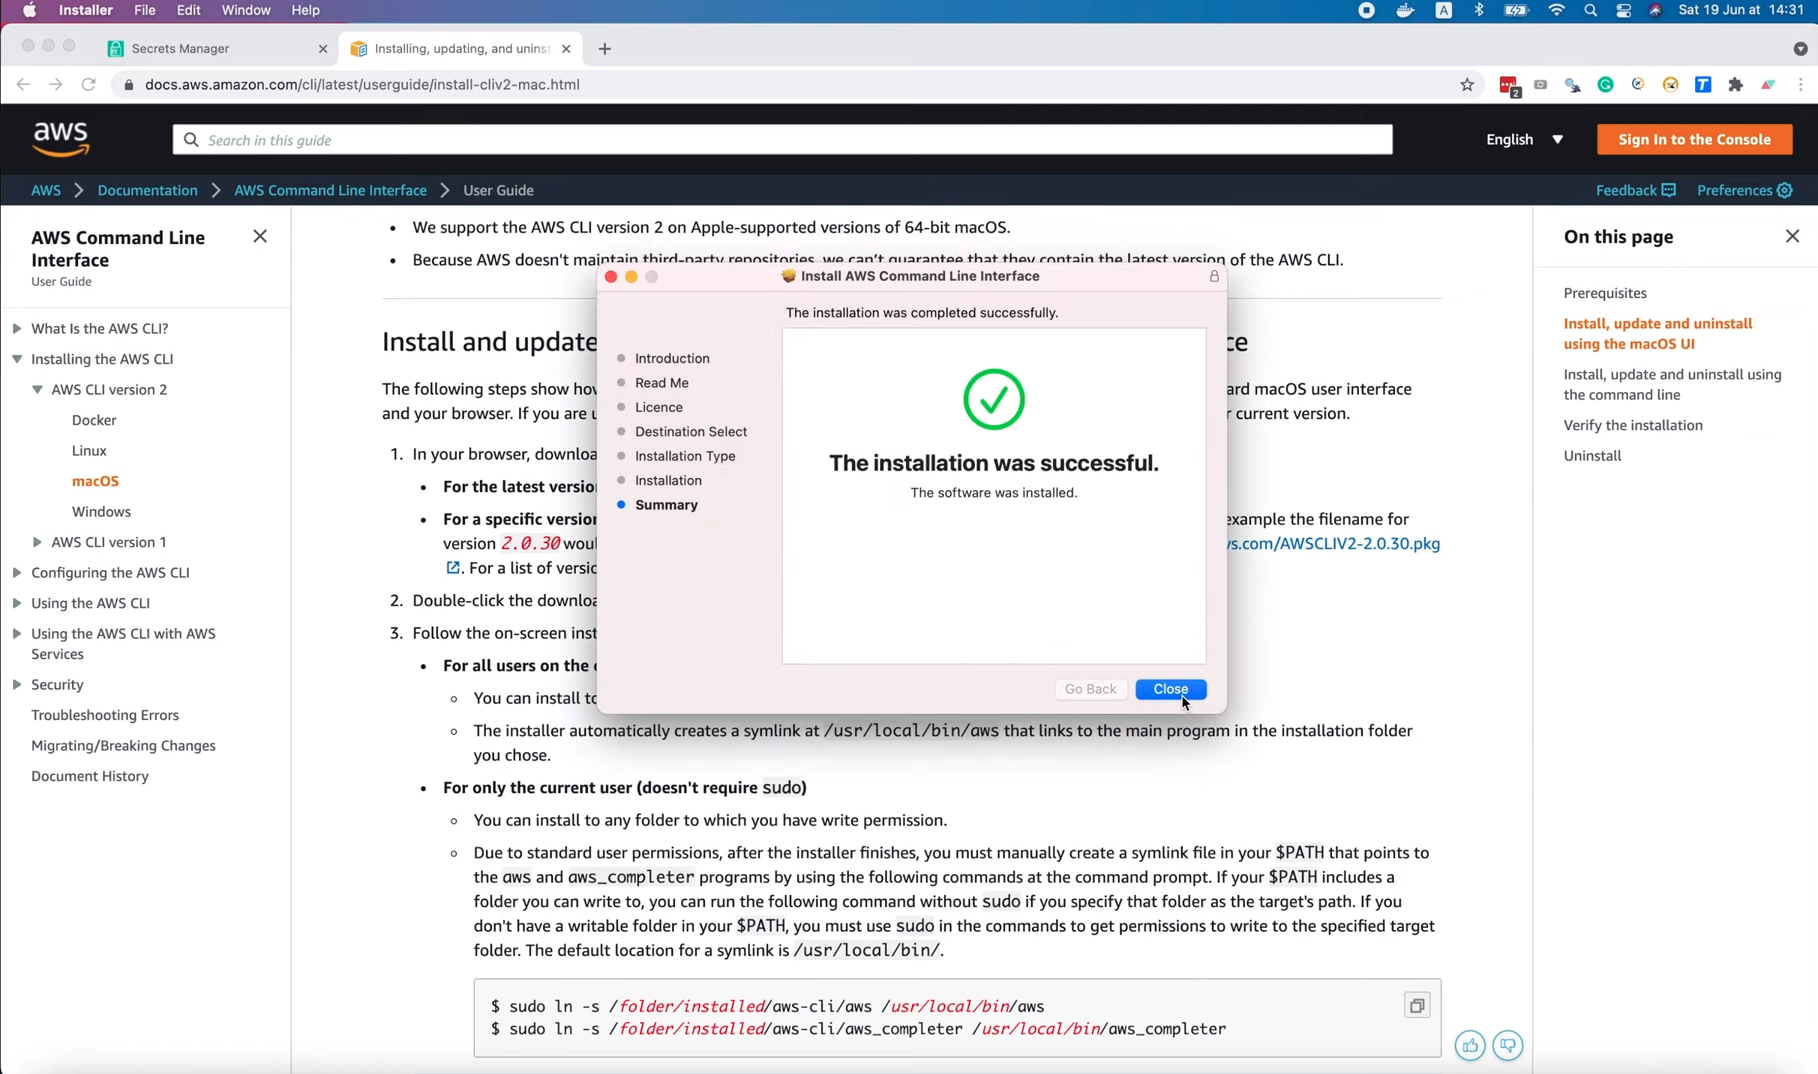 Installer File Edit Window Help
A
Sat 19 Jun at 14:31
Secrets Manager
Installing, updating, and uninst
docs.aws.amazon.com/cli/latest/userguide/install-cliv2-mac.html
2
T
aws
Search in this guide
English
Sign In to the Console
AWS Documentation AWS Command Line Interface User Guide
Feedback Preferences
AWS Command Line
Interface
User Guide
What Is the AWS CLI?
Installing the AWS CLI
AWS CLI version 2
Docker
Linux
macOS
Windows
AWS CLI version 1
Configuring the AWS CLI
Using the AWS CLI
Using the AWS CLI with AWS
Services
Security
Troubleshooting Errors
Migrating/Breaking Changes
Document History
• We support the AWS CLI version 2 on Apple-supported versions of 64-bit macOS.
• Because AWS doesn't maintain third-party repositories, we can't guarantee that they contain the latest version of the AWS CLI.
Install and update
ce
The following steps show how
ard macOS user interface
and your browser. If you are u
r current version.
1. In your browser, downloa
• For the latest versio
• For a specific version
example the filename for
version 2.0.30 woul
vs.com/AWSCLIV2-2.0.30.pkg
. For a list of versio
2. Double-click the downloa
3. Follow the on-screen inst
• For all users on the c
You can install to
The installer automatically creates a symlink at /usr/local/bin/aws that links to the main program in the installation folder
you chose.
• For only the current user (doesn't require sudo)
You can install to any folder to which you have write permission.
Due to standard user permissions, after the installer finishes, you must manually create a symlink file in your $PATH that points to
the aws and aws_completer programs by using the following commands at the command prompt. If your $PATH includes a
folder you can write to, you can run the following command without sudo if you specify that folder as the target's path. If you
don't have a writable folder in your $PATH, you must use sudo in the commands to get permissions to write to the specified target
folder. The default location for a symlink is /usr/local/bin/.
$ sudo ln -s /folder/installed/aws-cli/aws /usr/local/bin/aws
$ sudo ln -s /folder/installed/aws-cli/aws_completer /usr/local/bin/aws_completer
Install AWS Command Line Interface
The installation was completed successfully.
Introduction
Read Me
Licence
Destination Select
Installation Type
Installation
Summary
The installation was successful.
The software was installed.
Go Back
Close
On this page
Prerequisites
Install, update and uninstall
using the macOS UI
Install, update and uninstall using
the command line
Verify the installation
Uninstall